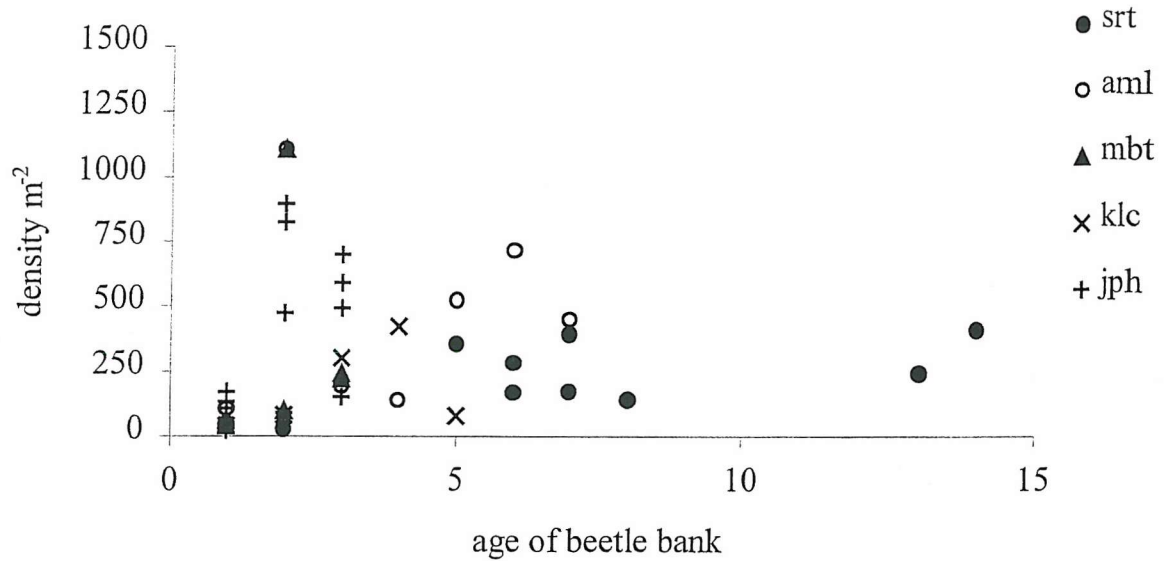 density m⁻²
1500
1250
1000
750
500
250
0
0 5 10 15
age of beetle bank
srt
aml
mbt
klc
jph